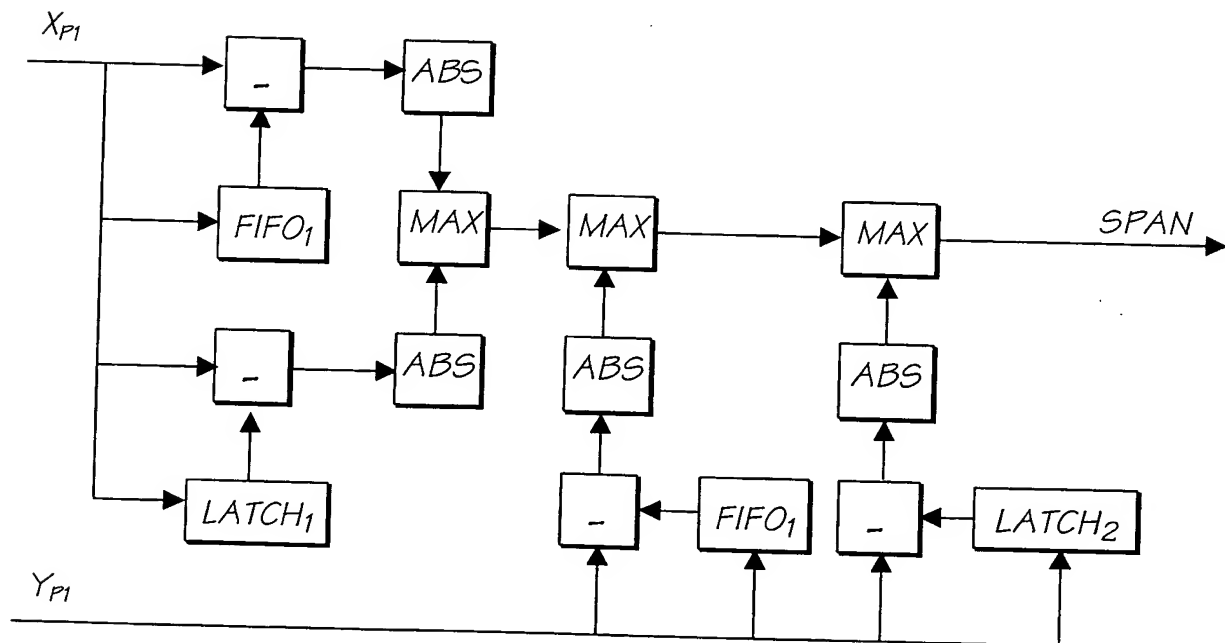 X_P1
-
ABS
FIFO_1
MAX
MAX
MAX
SPAN
-
ABS
ABS
ABS
LATCH_1
-
FIFO_1
-
LATCH_2
Y_P1